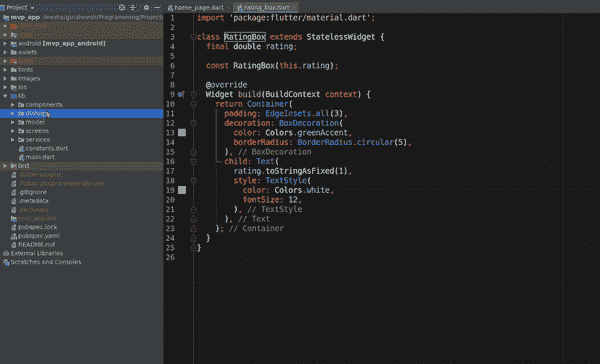 Project
home_page.dart
rating_box.dart
mvp_app /media/gursheesh/Programming/Project
android [mvp_app_android]
assets
fonts
images
ios
lib
components
model
screens
services
constants.dart
main.dart
test
.flutter-plugins
.flutter-plugins-dependencies
.gitignore
.metadata
.packages
mvp_app.iml
pubspec.lock
pubspec.yaml
README.md
External Libraries
Scratches and Consoles
1 import 'package:flutter/material.dart';
2
3 class RatingBox extends StatelessWidget {
4 final double rating;
5
6 const RatingBox(this.rating);
7
8 @override
9 Widget build(BuildContext context) {
10 return Container(
11 padding: EdgeInsets.all(3),
12 decoration: BoxDecoration(
13 color: Colors.greenAccent,
14 borderRadius: BorderRadius.circular(5),
15 ), // BoxDecoration
16 child: Text(
17 rating.toStringAsFixed(1),
18 style: TextStyle(
19 color: Colors.white,
20 fontSize: 12,
21 ), // TextStyle
22 ), // Text
23 ); // Container
24 }
25 }
26